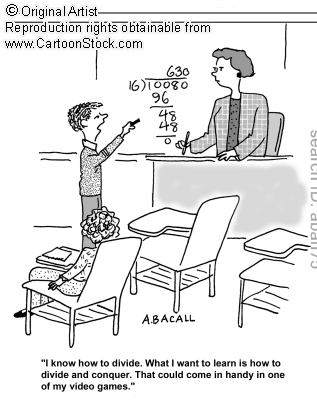 © Original Artist
Reproduction rights obtainable from
www.CartoonStock.com
630
16)10080
96
48
48
0
search ID: aban75
A.BACALL
"I know how to divide. What I want to learn is how to
divide and conquer. That could come in handy in one
of my video games."